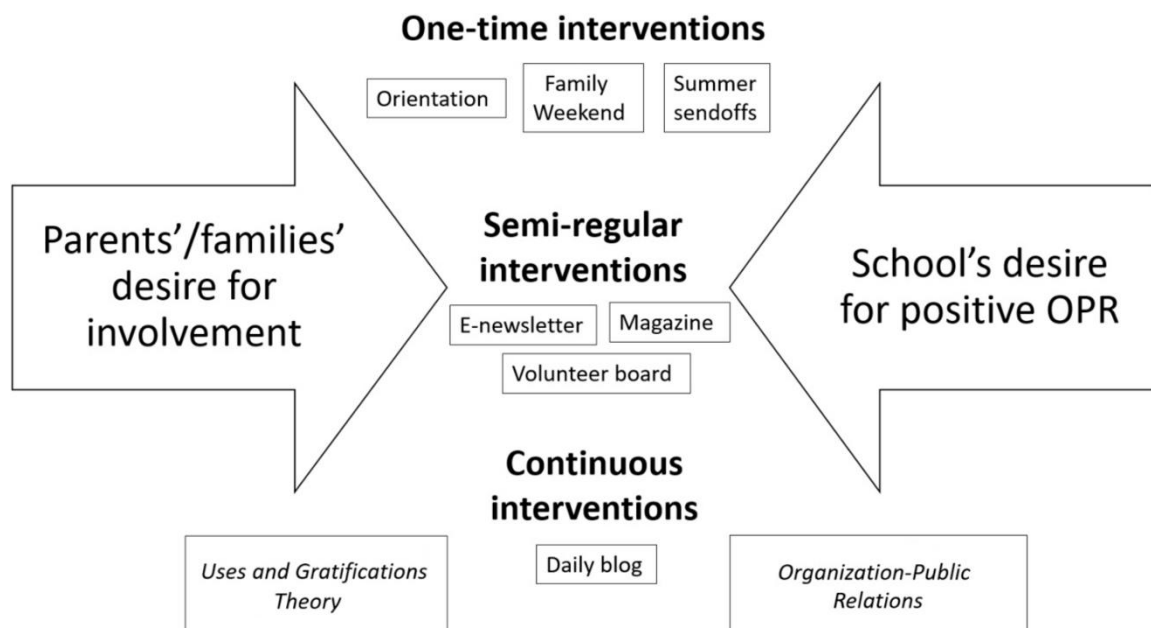 One-time interventions
Orientation
Family
Weekend
Summer
sendoffs
Parents’/families’
desire for
involvement
Semi-regular
interventions
E-newsletter
Magazine
Volunteer board
School’s desire
for positive OPR
Continuous
interventions
Daily blog
Uses and Gratifications
Theory
Organization-Public
Relations